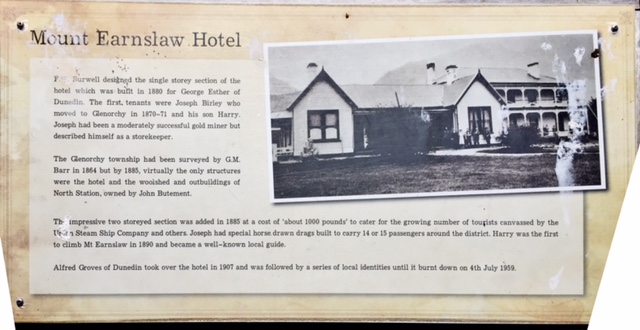 Mount Earnslaw Hotel
Burwell designed the single storey section of the
hotel which was built in 1880 for George Esther of
Dunedin. The first, tenants were Joseph Birley who
moved to Glenorchy in 1870-71 and his son Harry.
Joseph had been a moderately successful gold miner but
described himself as a storekeeper.
The Glenorchy township had been surveyed by G.M.
Barr in 1864 but by 1885, virtually the only structures
were the hotel and the woolshed and outbuildings of
North Station, owned by John Butement.
The impressive two storeyed section was added in 1885 at a cost of 'about 1000 pounds' to cater for the growing number of tourists canvassed by the
Union Steam Ship Company and others. Joseph had special horse drawn drags built to carry 14 or 15 passengers around the district. Harry was the first
to climb Mt Earnslaw in 1890 and became a well-known local guide.
Alfred Groves of Dunedin took over the hotel in 1907 and was followed by a series of local identities until it burnt down on 4th July 1959.